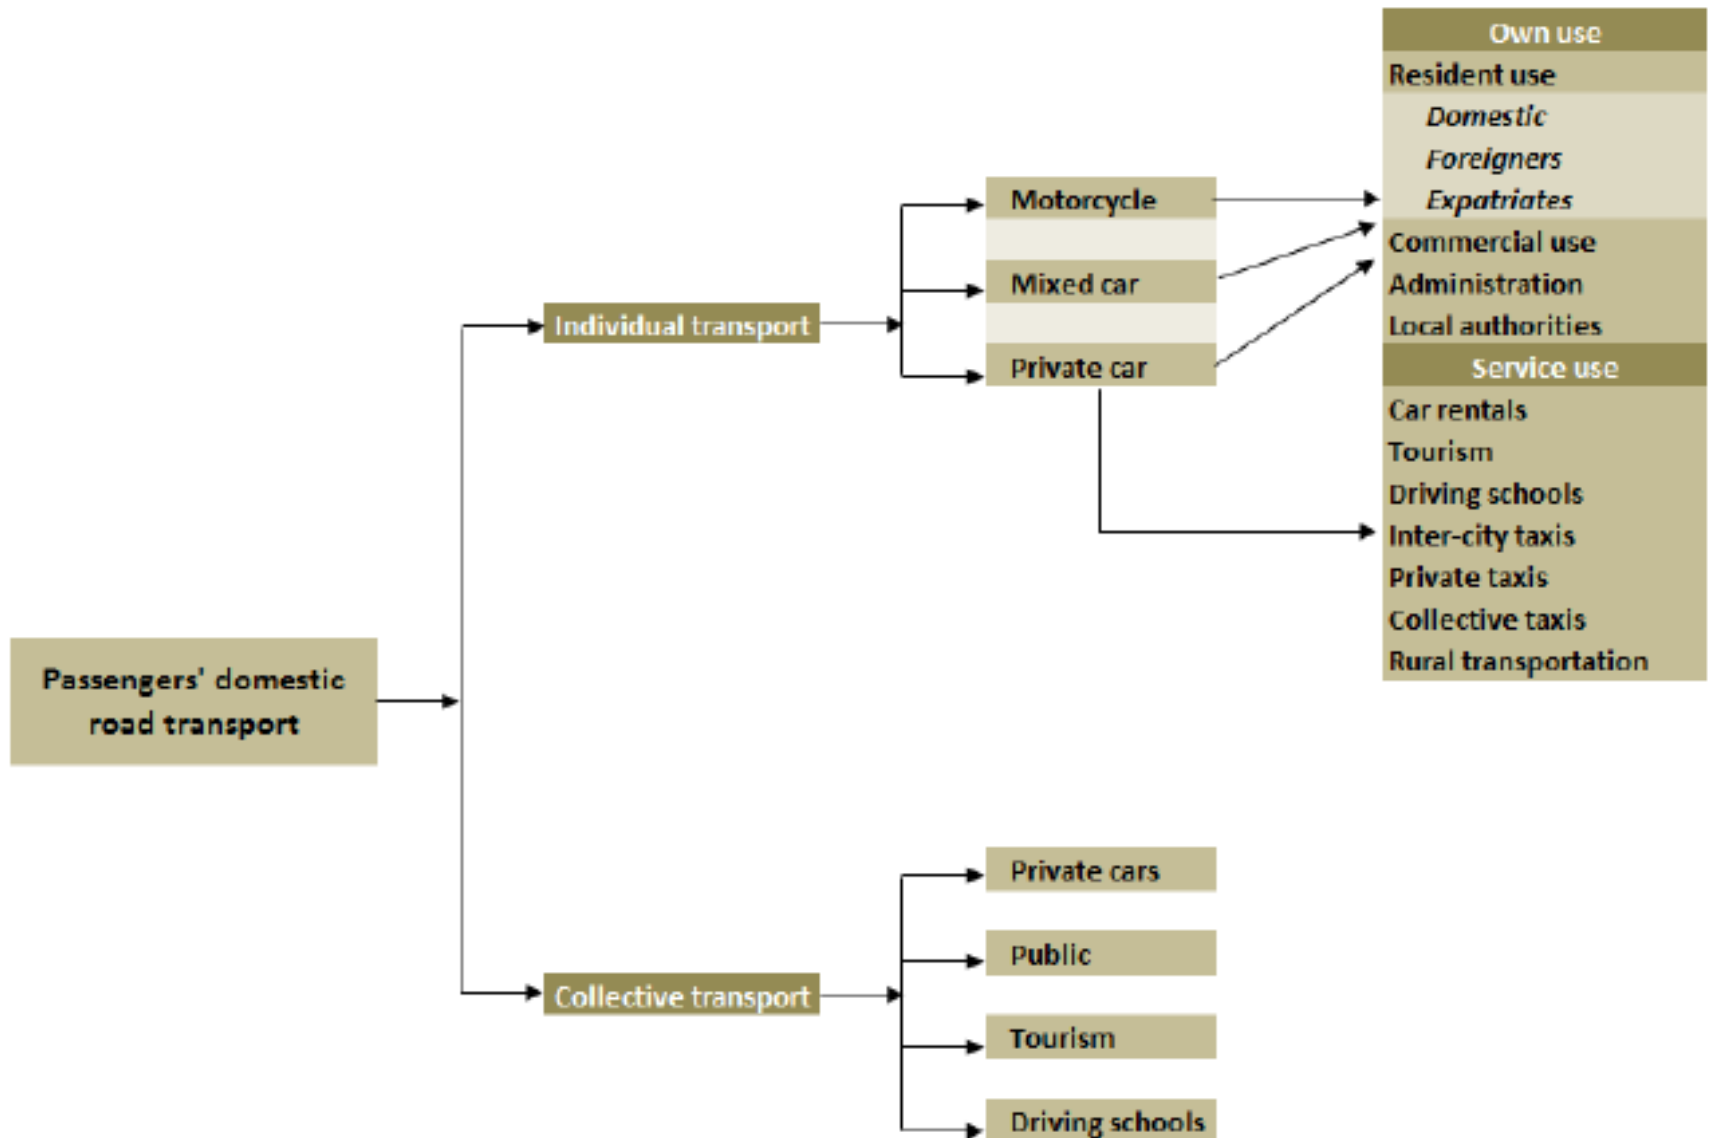 Own use
Resident use
Domestic
Foreigners
Expatriates
Commercial use
Administration
Local authorities
Service use
Car rentals
Tourism
Driving schools
Inter-city taxis
Private taxis
Collective taxis
Rural transportation
Motorcycle
Mixed car
Private car
Individual transport
Passengers' domestic
road transport
Collective transport
Private cars
Public
Tourism
Driving schools